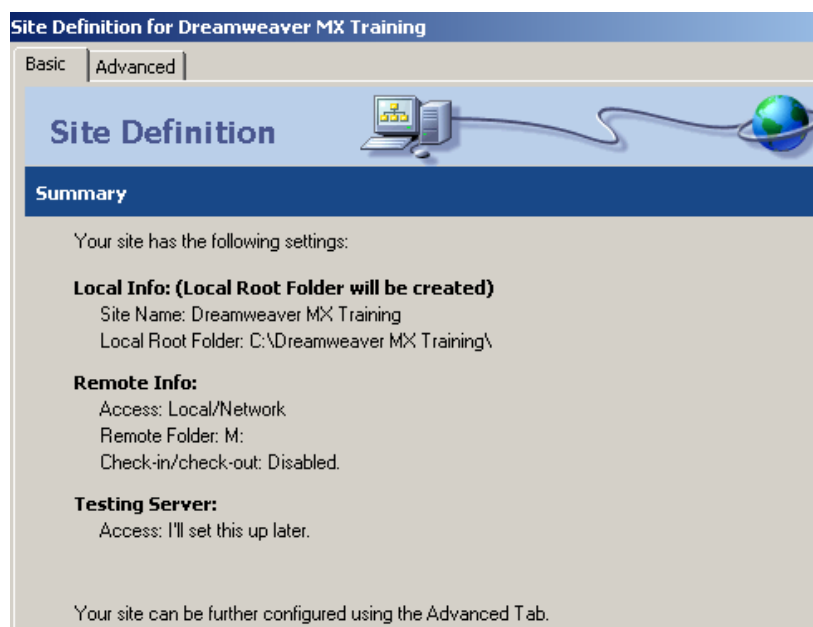 Site Definition for Dreamweaver MX Training
Basic Advanced
Site Definition
Summary
Your site has the following settings:
Local Info: (Local Root Folder will be created)
Site Name: Dreamweaver MX Training
Local Root Folder: C:\Dreamweaver MX Training\
Remote Info:
Access: Local/Network
Remote Folder: M:
Check-in/check-out: Disabled.
Testing Server:
Access: I'll set this up later.
Your site can be further configured using the Advanced Tab.